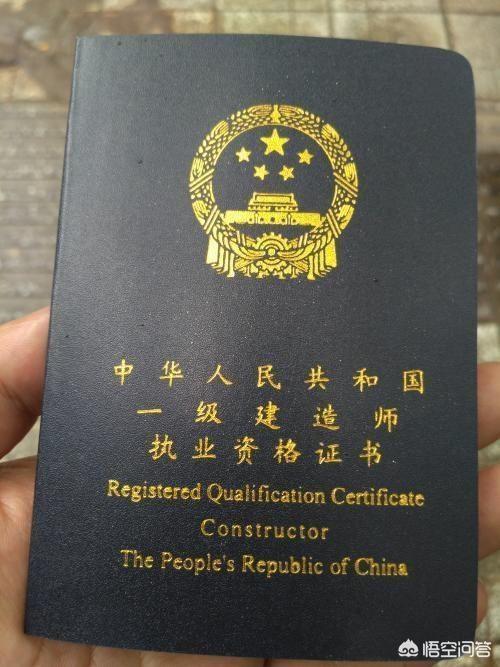 中华人民共和国
一级建造师
执业资格证书
Registered Qualification Certificate
Constructor
The People's Republic of China
悟空问答